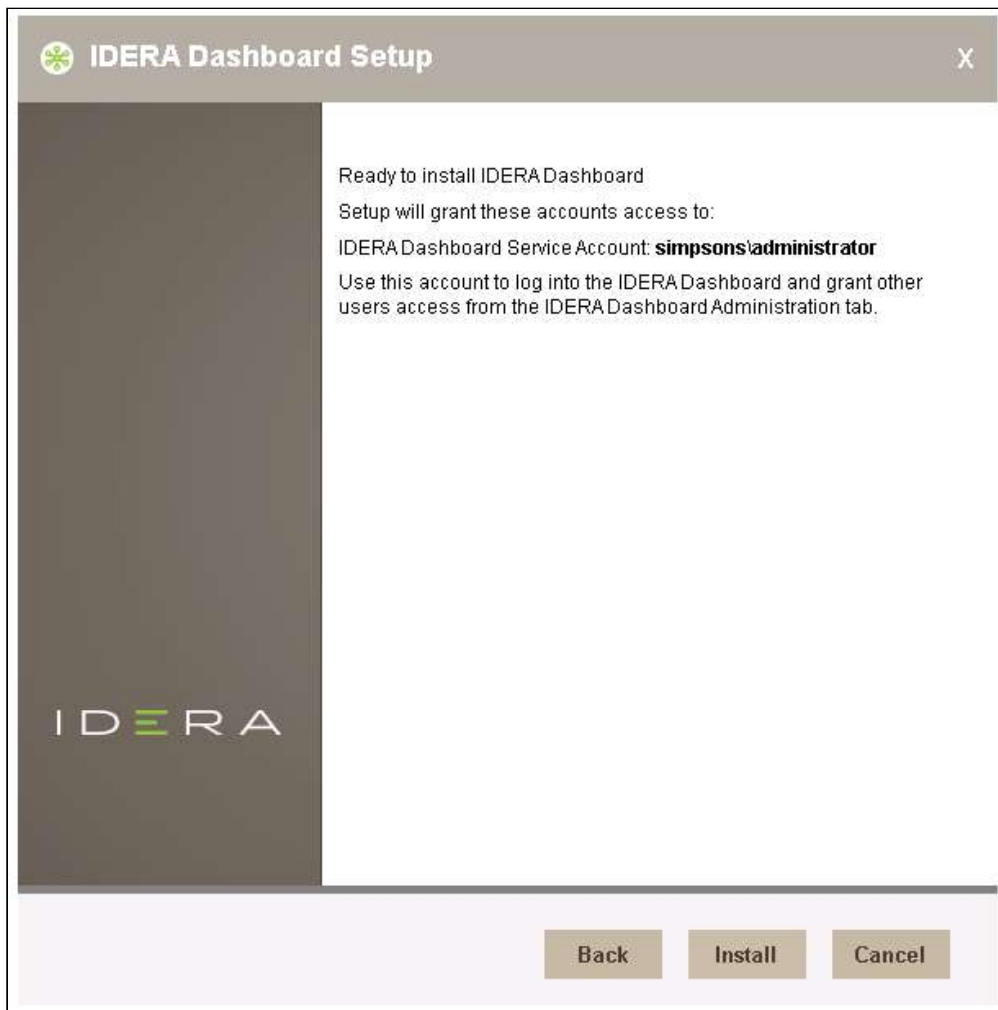 IDERA Dashboard Setup
X
Ready to install IDERA Dashboard
Setup will grant these accounts access to:
IDERA Dashboard Service Account: simpsons\administrator
Use this account to log into the IDERA Dashboard and grant other
users access from the IDERA Dashboard Administration tab.
IDERA
Back
Install
Cancel